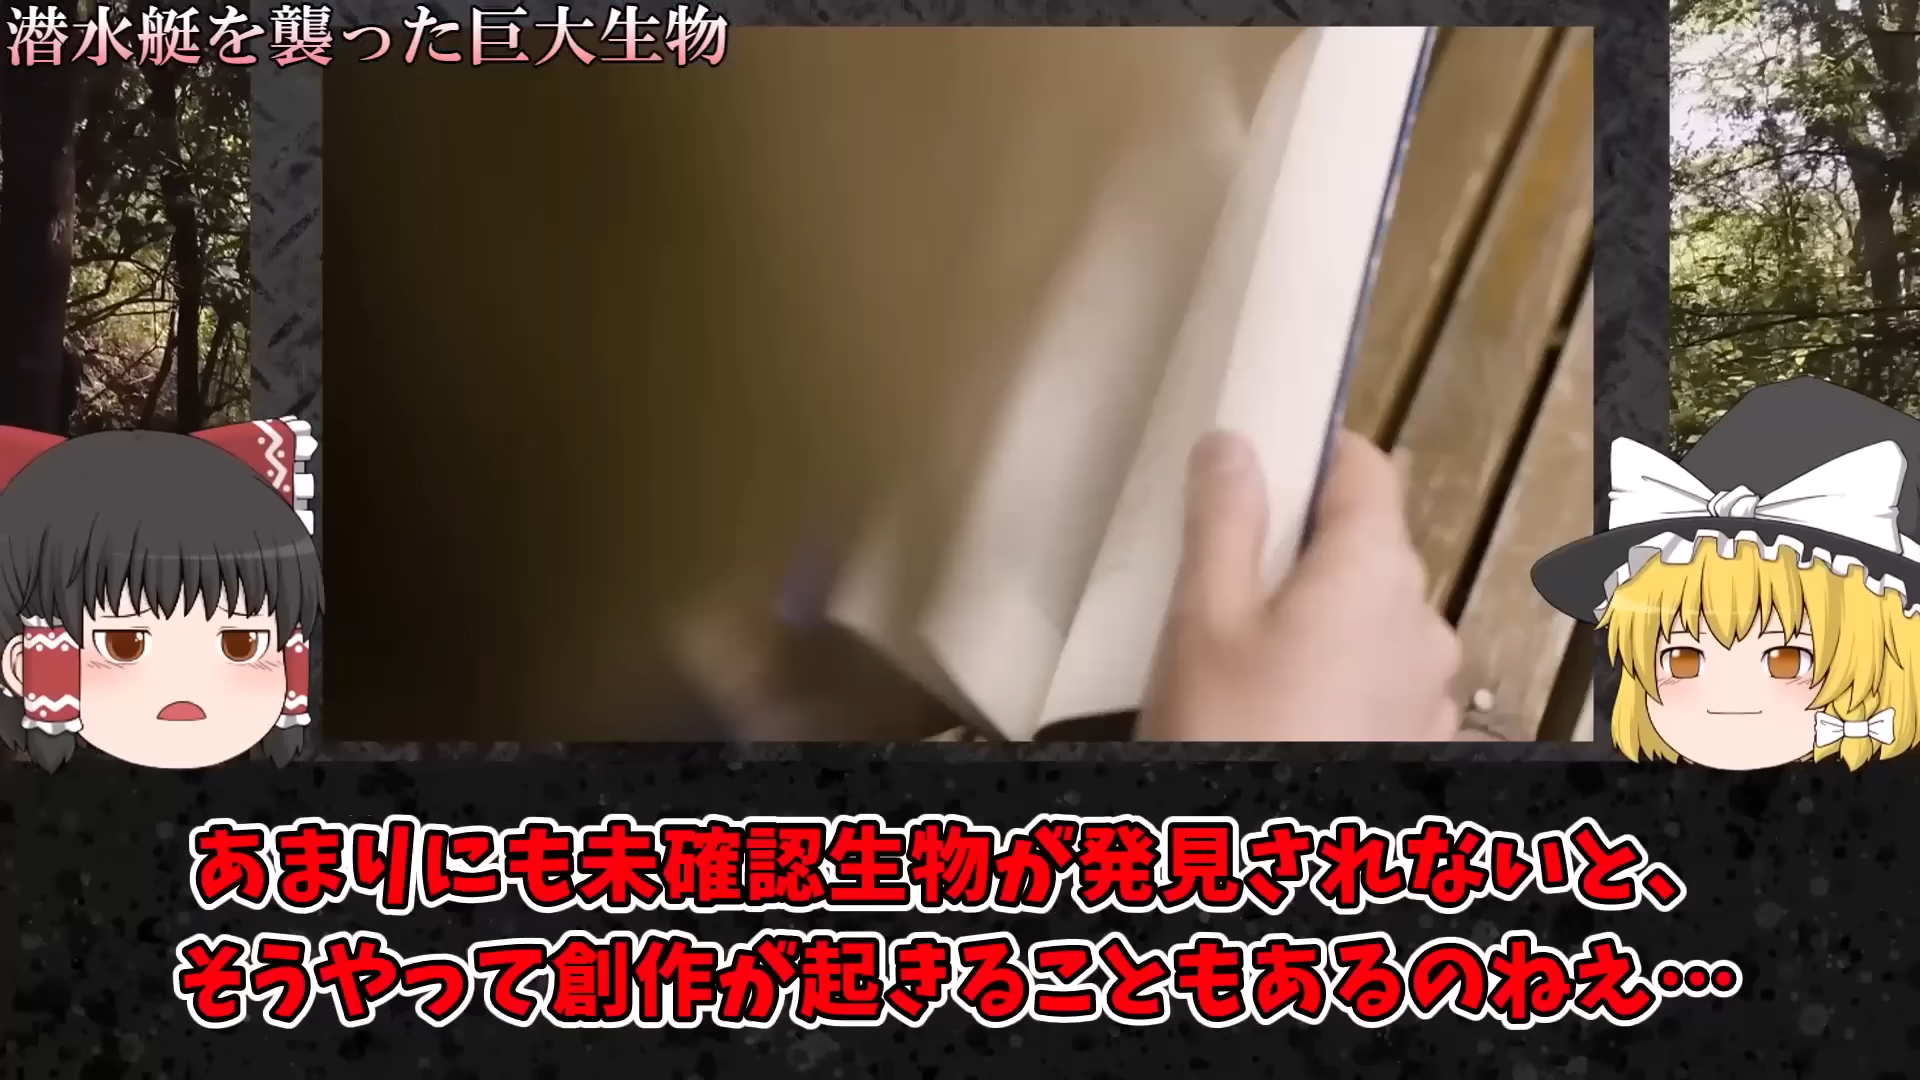 潜水艇を襲った巨大生物
あまりにも未確認生物が発見されないと、
そうやって創作が起きることもあるのねえ…